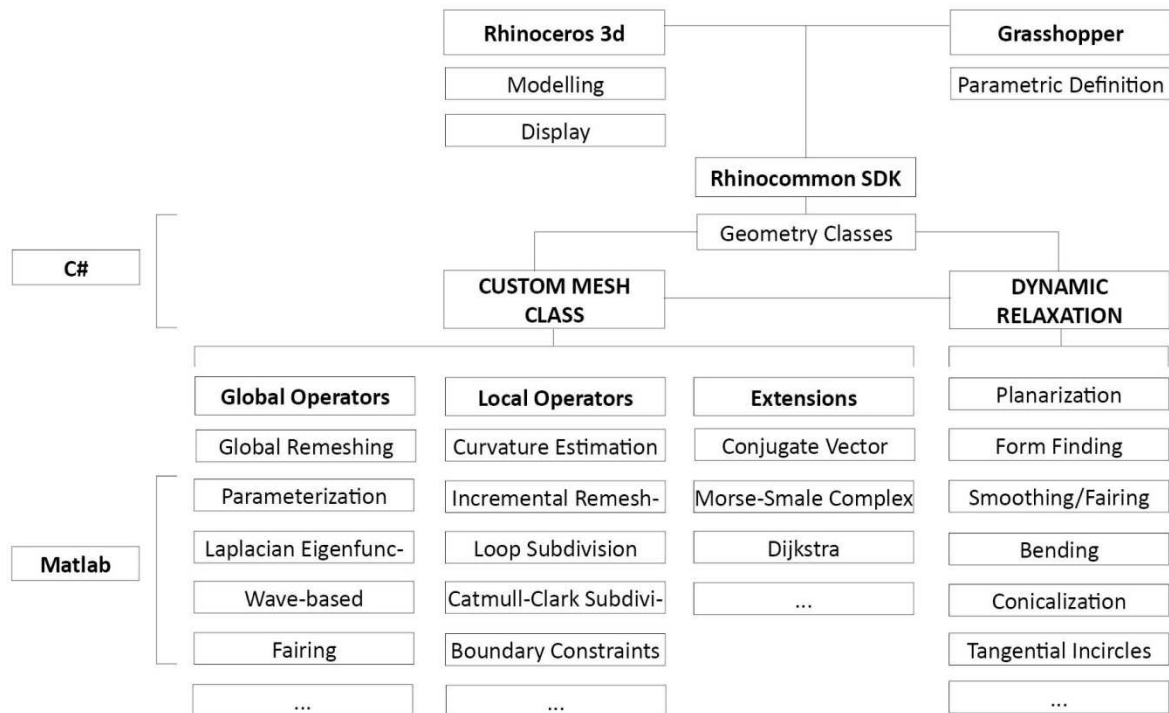 Rhinoceros 3d
Grasshopper
Modelling
Parametric Definition
Display
Rhinocommon SDK
Geometry Classes
C#
CUSTOM MESH
CLASS
DYNAMIC
RELAXATION
Global Operators
Local Operators
Extensions
Planarization
Global Remeshing
Curvature Estimation
Conjugate Vector
Form Finding
Parameterization
Incremental Remesh-
Morse-Smale Complex
Smoothing/Fairing
Matlab
Laplacian Eigenfunc-
Loop Subdivision
Dijkstra
Bending
Wave-based
Catmull-Clark Subdivi-
...
Conicalization
Fairing
Boundary Constraints
Tangential Incircles
...
...
...